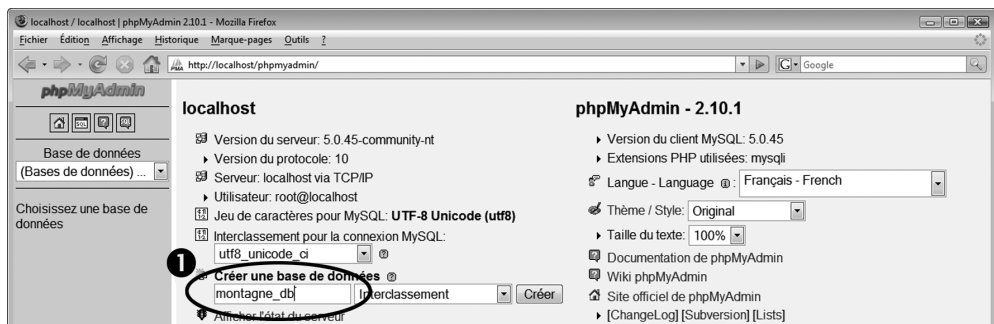 localhost / localhost | phpMyAdmin 2.10.1 - Mozilla Firefox
Fichier Édition Affichage Historique Marque-pages Outils ?
http://localhost/phpmyadmin/
G Google
phpMyAdmin
SQL
Base de données
(Bases de données) ...
Choisissez une base de
données
localhost
Version du serveur: 5.0.45-community-nt
Version du protocole: 10
Serveur: localhost via TCP/IP
Utilisateur: root@localhost
Jeu de caractères pour MySQL: UTF-8 Unicode (utf8)
Interclassement pour la connexion MySQL:
utf8_unicode_ci
1
Créer une base de données
montagne_db
Interclassement
Créer
Afficher l'état du serveur
phpMyAdmin - 2.10.1
Version du client MySQL: 5.0.45
Extensions PHP utilisées: mysqli
Langue - Language : Français - French
Thème / Style: Original
Taille du texte: 100%
Documentation de phpMyAdmin
Wiki phpMyAdmin
Site officiel de phpMyAdmin
[ChangeLog] [Subversion] [Lists]